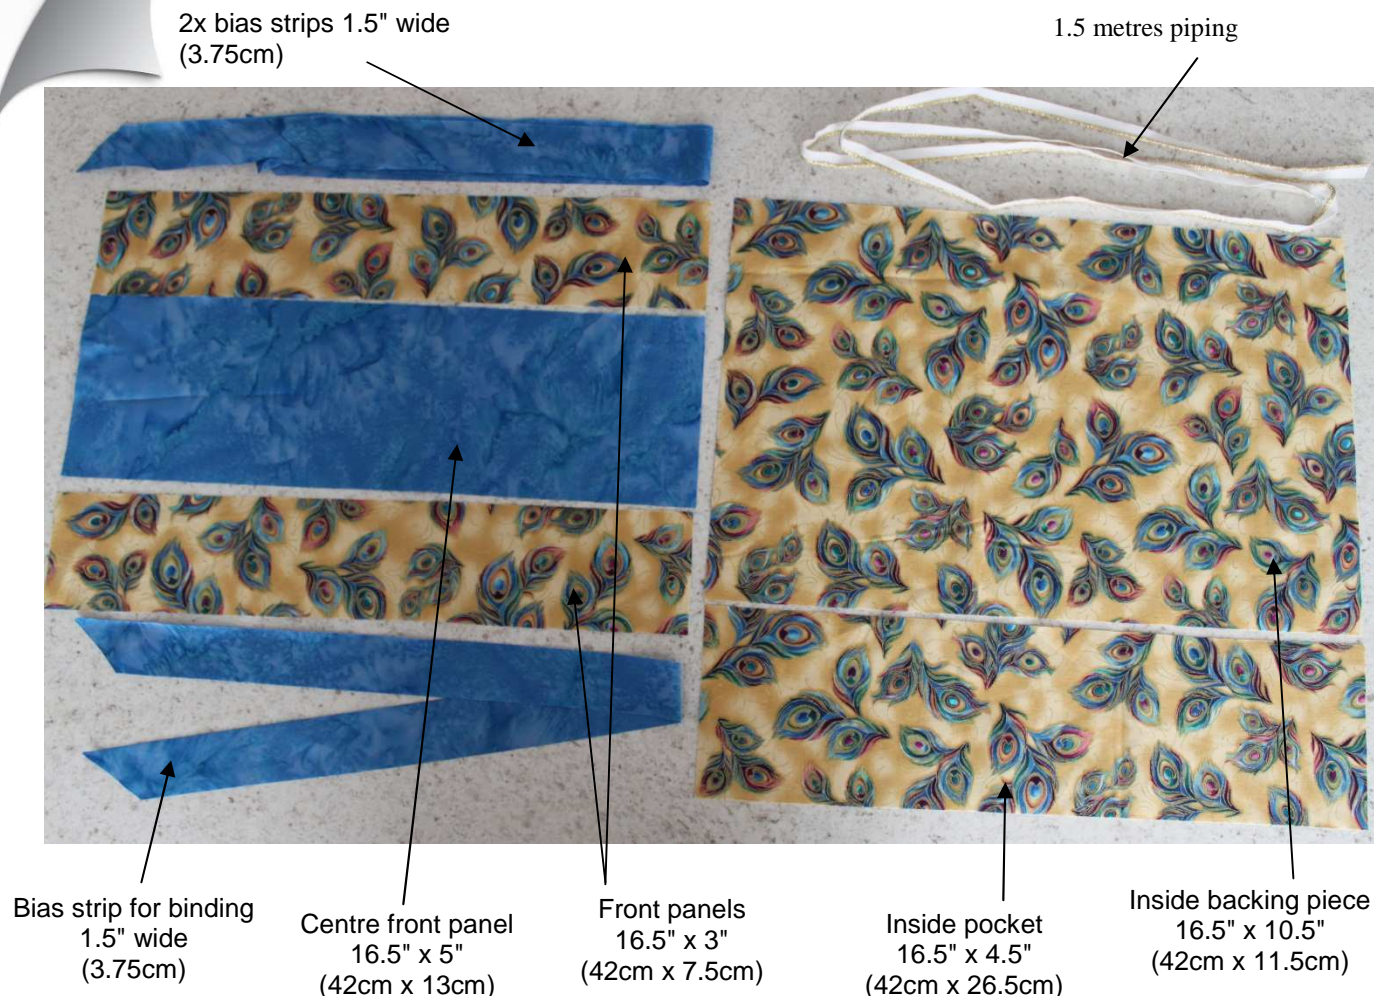 2x bias strips 1.5" wide
(3.75cm)
1.5 metres piping
Bias strip for binding
1.5" wide
(3.75cm)
Centre front panel
16.5" x 5"
(42cm x 13cm)
Front panels
16.5" x 3"
(42cm x 7.5cm)
Inside pocket
16.5" x 4.5"
(42cm x 26.5cm)
Inside backing piece
16.5" x 10.5"
(42cm x 11.5cm)